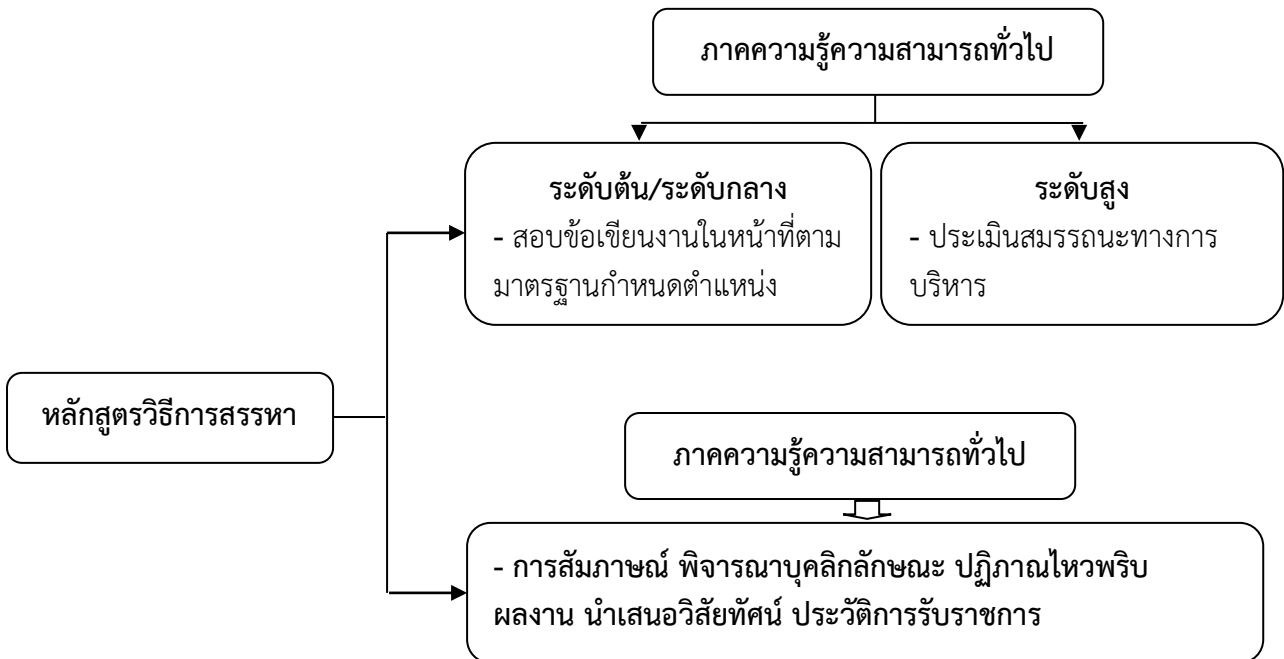 ภาคความรู้ความสามารถทั่วไป
ระดับต้น/ระดับกลาง
- สอบข้อเขียนงานในหน้าที่ตาม
มาตรฐานกำหนดตำแหน่ง
ระดับสูง
- ประเมินสมรรถนะทางการ
บริหาร
หลักสูตรวิธีการสรรหา
ภาคความรู้ความสามารถทั่วไป
- การสัมภาษณ์ พิจารณาบุคลิกลักษณะ ปฏิภาณไหวพริบ
ผลงาน นำเสนอวิสัยทัศน์ ประวัติการรับราชการ